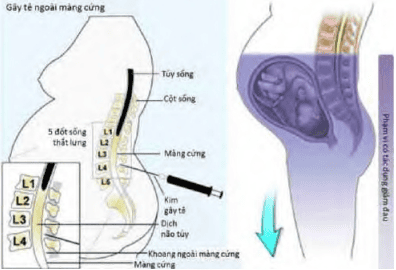 Gây tê ngoài màng cứng
Tủy sống
Cột sống
5 đốt sống
thắt lưng
L1
L2
L3
L4
L5
Màng cứng
Kim
gây tê
Dịch
não tủy
Khoang ngoài màng cứng
Màng cứng
L1
L2
L3
L4
Phạm vi có tác dụng giảm đau